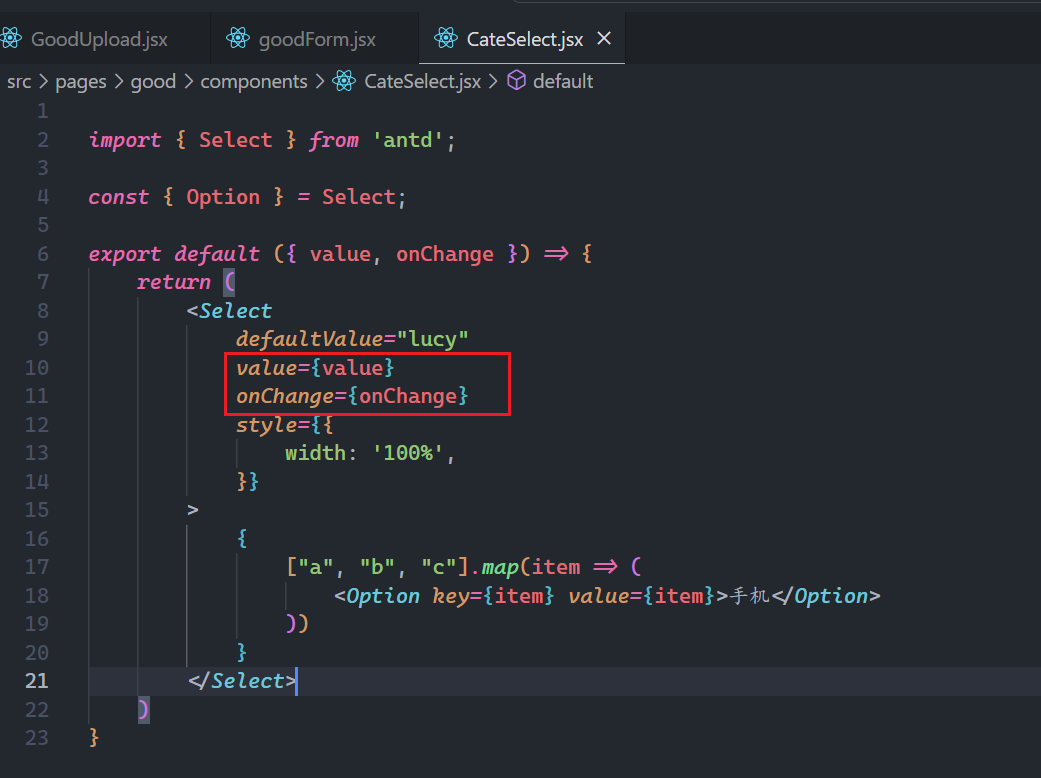 GoodUpload.jsx goodForm.jsx CateSelect.jsx
src > pages > good > components > CateSelect.jsx > default
1
2 import { Select } from 'antd';
3
4 const { Option } = Select;
5
6 export default ({ value, onChange }) => {
7 return (
8 <Select
9 defaultValue="lucy"
10 value={value}
11 onChange={onChange}
12 style={{
13 width: '100%',
14 }}
15 >
16 {
17 ["a", "b", "c"].map(item => (
18 <Option key={item} value={item}>手机</Option>
19 ))
20 }
21 </Select>
22 )
23 }